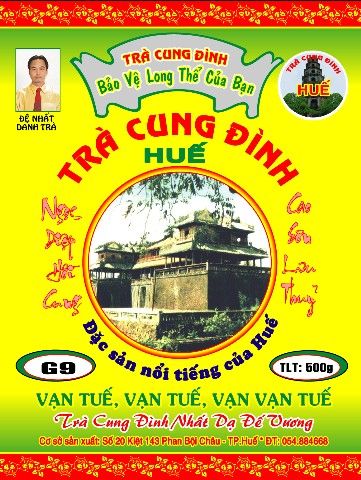 TRÀ CUNG ĐÌNH
Bảo Vệ Long Thể Của Bạn
ĐỆ NHẤT
DANH TRÀ
TRÀ CUNG ĐÌNH
HUẾ
TRÀ CUNG ĐÌNH
HUẾ
Ngọc
Diệp
Hồi
Cung
Cao
Sơn
Lưu
Thuỷ
Đặc sản nổi tiếng của Huế
G9
TLT: 500g
VẠN TUẾ, VẠN TUẾ, VẠN VẠN TUẾ
Trà Cung Đình Nhất Dạ Đế Vương
Cơ sở sản xuất: Số 20 Kiệt 143 Phan Bội Châu - TP.Huế * ĐT: 054.884668